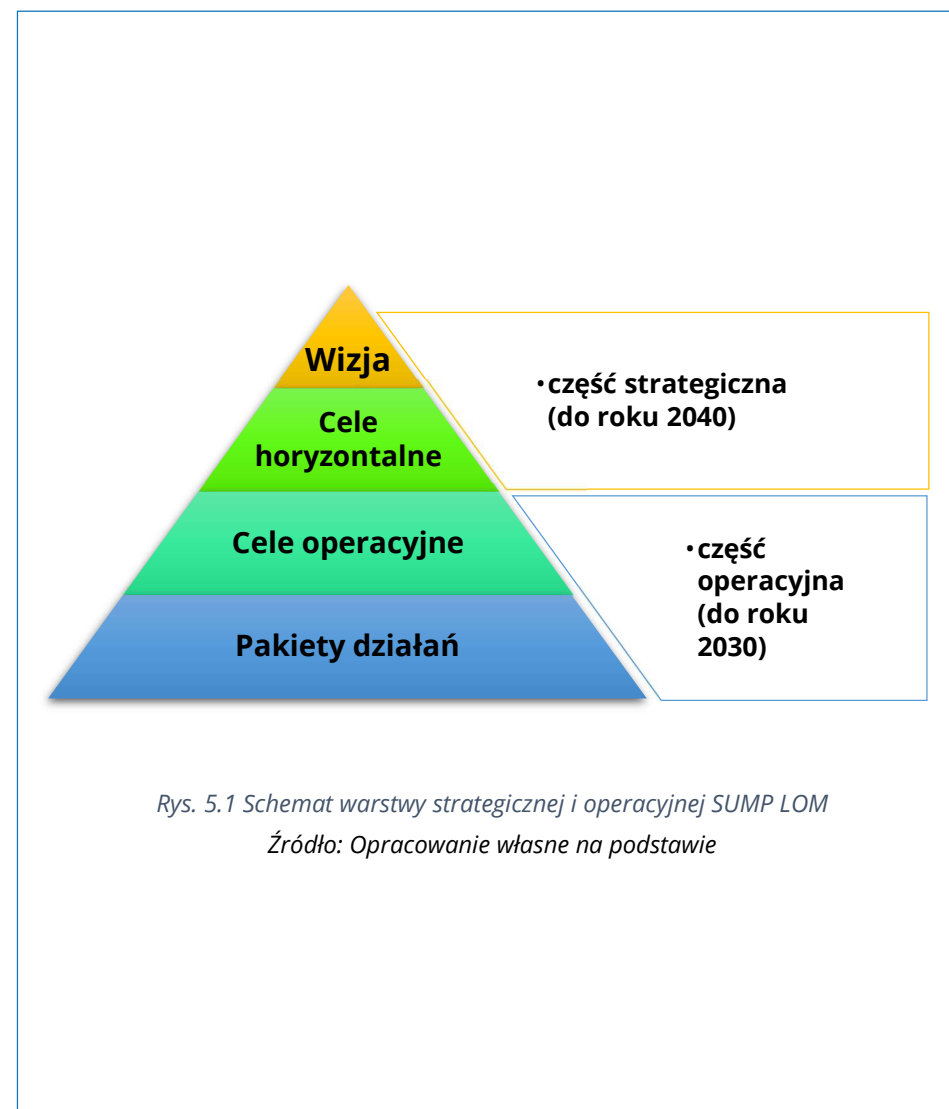 Wizja
Cele
horyzontalne
Cele operacyjne
Pakiety działań
•część strategiczna
(do roku 2040)
•część
operacyjna
(do roku
2030)
Rys. 5.1 Schemat warstwy strategicznej i operacyjnej SUMP LOM
Źródło: Opracowanie własne na podstawie